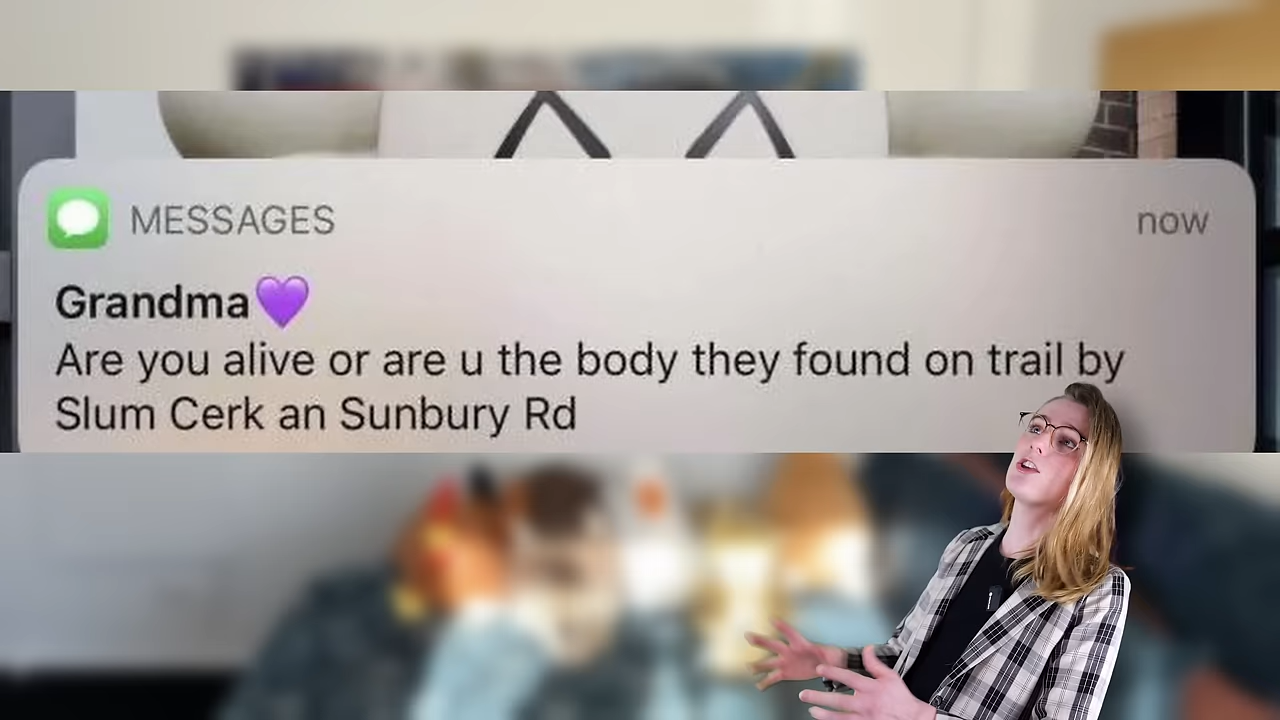 MESSAGES
now
Grandma💜
Are you alive or are u the body they found on trail by
Slum Cerk an Sunbury Rd